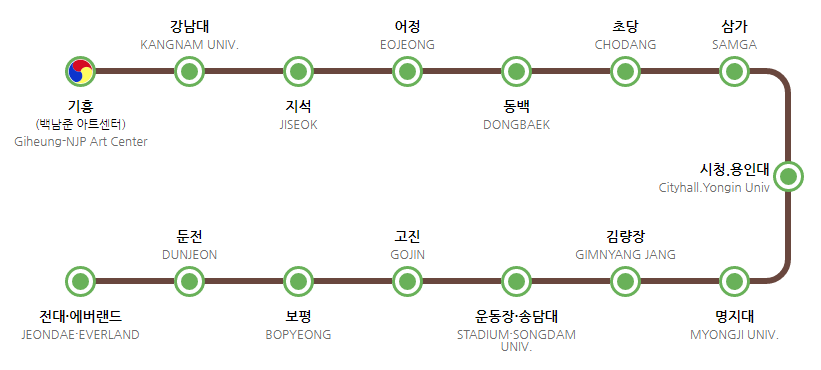 강남대
KANGNAM UNIV.
어정
EOJEONG
초당
CHODANG
삼가
SAMGA
기흥
(백남준 아트센터)
Giheung-NJP Art Center
지석
JISEOK
동백
DONGBAEK
시청.용인대
Cityhall.Yongin Univ
둔전
DUNJEON
고진
GOJIN
김량장
GIMNYANG JANG
전대·에버랜드
JEONDAE·EVERLAND
보평
BOPYEONG
운동장·송담대
STADIUM·SONGDAM
UNIV.
명지대
MYONGJI UNIV.